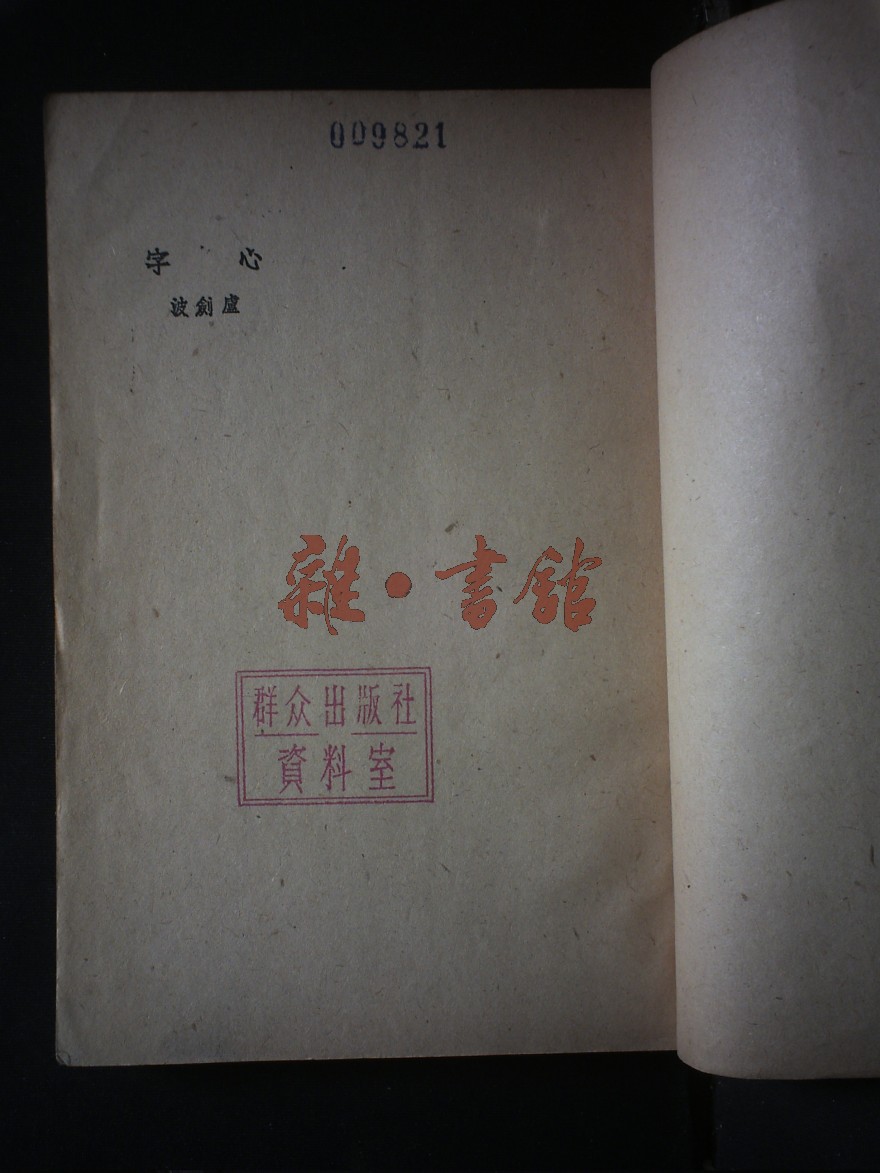 009821
心字
盧劍波
雜·書館
群众出版社
資料室